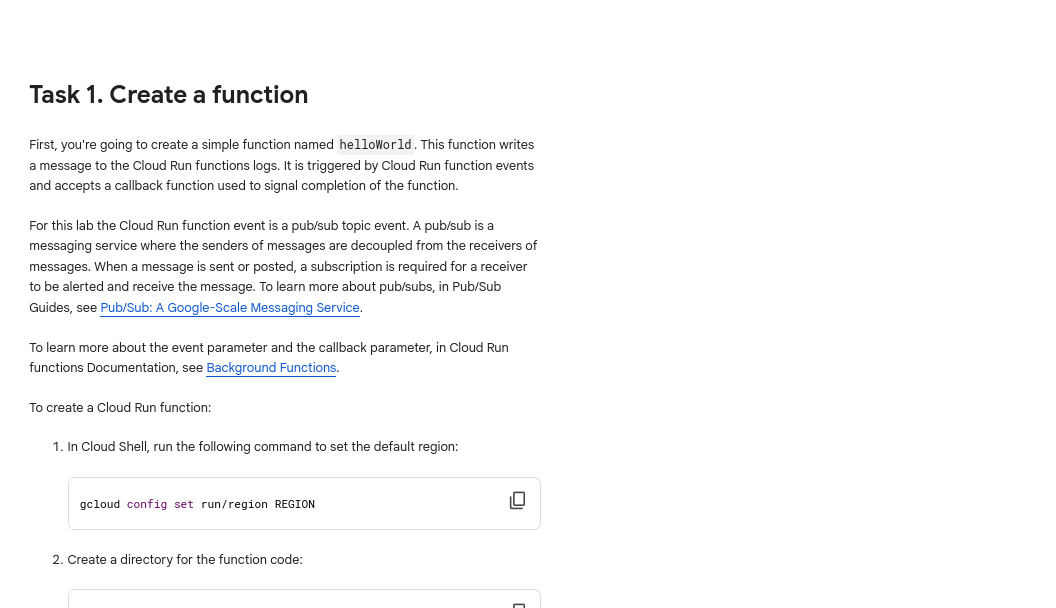 Task 1. Create a function
First, you're going to create a simple function named helloWorld. This function writes
a message to the Cloud Run functions logs. It is triggered by Cloud Run function events
and accepts a callback function used to signal completion of the function.
For this lab the Cloud Run function event is a pub/sub topic event. A pub/sub is a
messaging service where the senders of messages are decoupled from the receivers of
messages. When a message is sent or posted, a subscription is required for a receiver
to be alerted and receive the message. To learn more about pub/subs, in Pub/Sub
Guides, see Pub/Sub: A Google-Scale Messaging Service.
To learn more about the event parameter and the callback parameter, in Cloud Run
functions Documentation, see Background Functions.
To create a Cloud Run function:
1. In Cloud Shell, run the following command to set the default region:
gcloud config set run/region REGION
2. Create a directory for the function code: